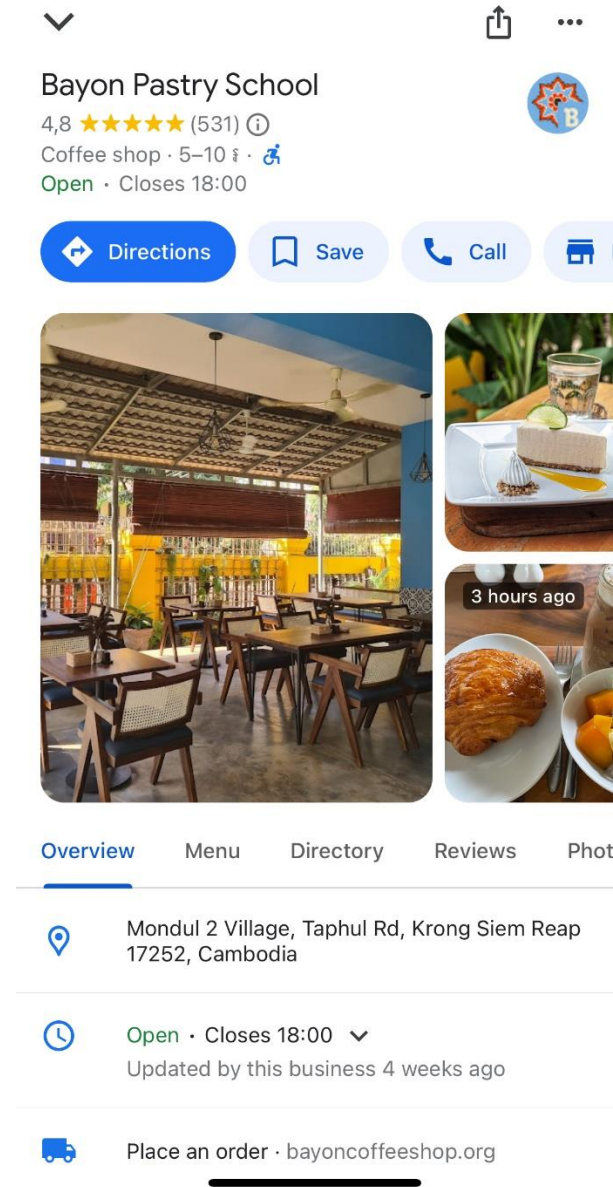 Bayon Pastry School
4,8 (531)
Coffee shop · 5–10 ៛ ·
Open · Closes 18:00
Directions
Save
Call
B
3 hours ago
Overview
Menu
Directory
Reviews
Phot
Mondul 2 Village, Taphul Rd, Krong Siem Reap
17252, Cambodia
Open · Closes 18:00
Updated by this business 4 weeks ago
Place an order · bayoncoffeeshop.org